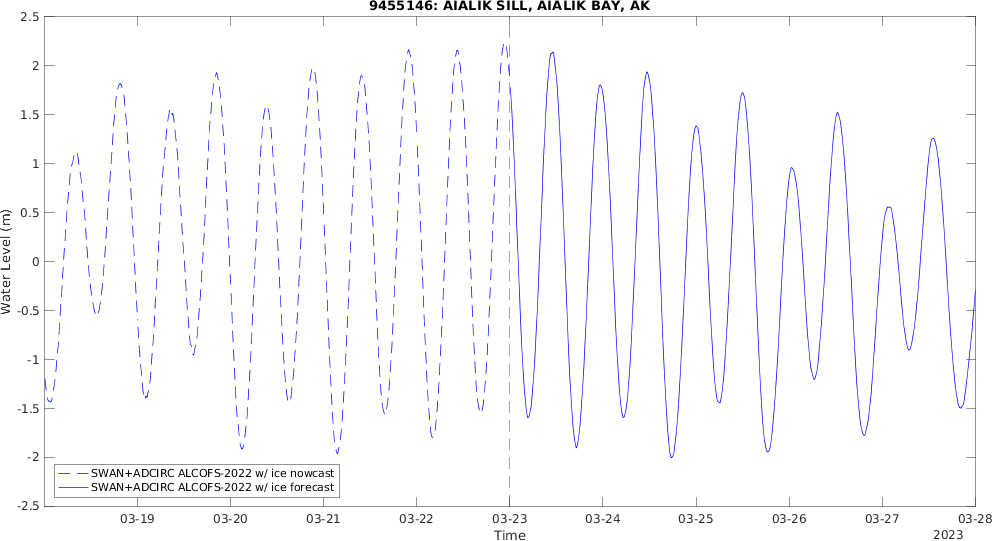 9455146: AIALIK SILL, AIALIK BAY, AK
2.5
2
1.5
1
0.5
0
-0.5
-1
-1.5
-2
-2.5
Water Level (m)
SWAN+ADCIRC ALCOFS-2022 w/ ice nowcast
SWAN+ADCIRC ALCOFS-2022 w/ ice forecast
03-19 03-20 03-21 03-22 03-23 03-24 03-25 03-26 03-27 03-28
Time
2023